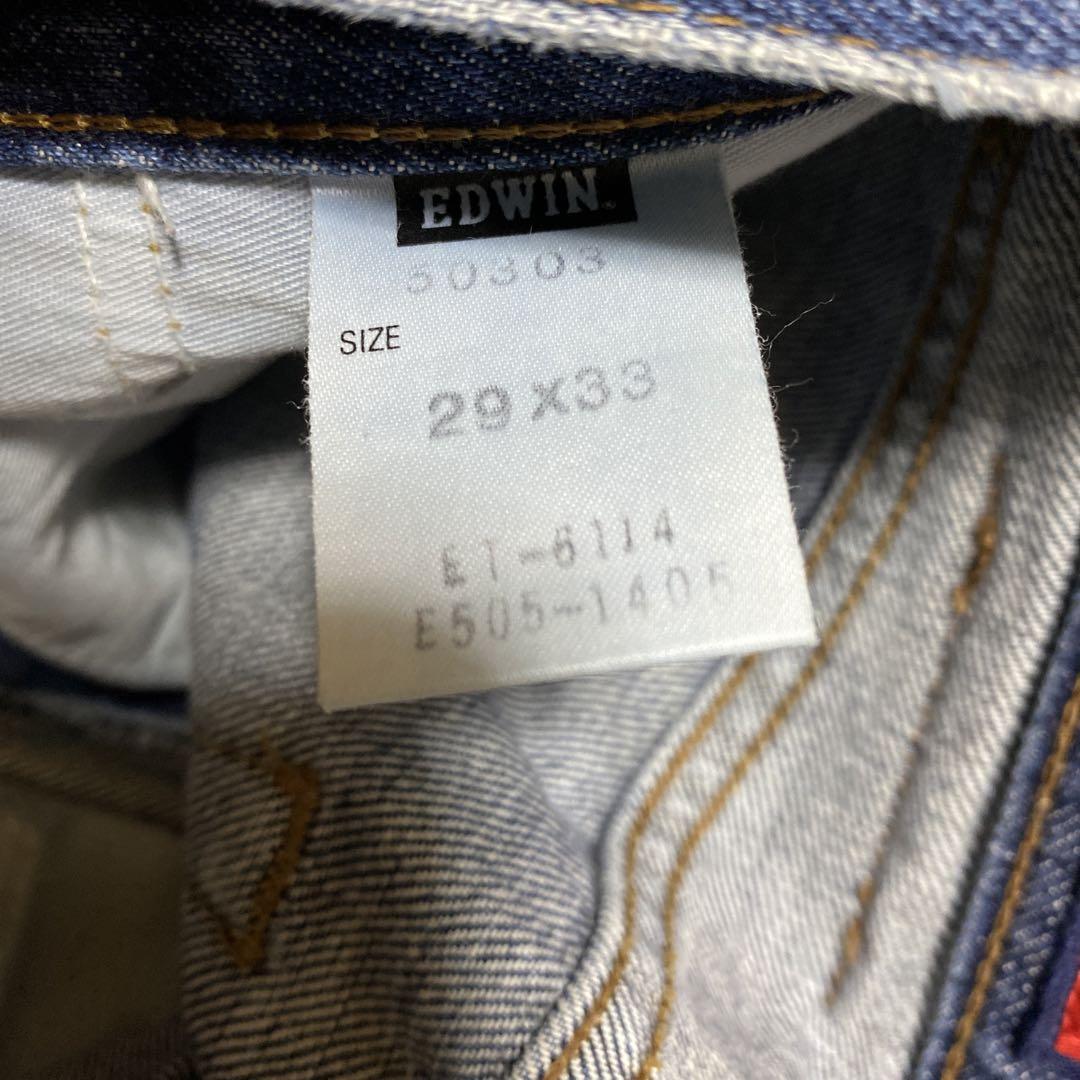 EDWIN.
50303
SIZE
29X33
E1-6114
E505-1405